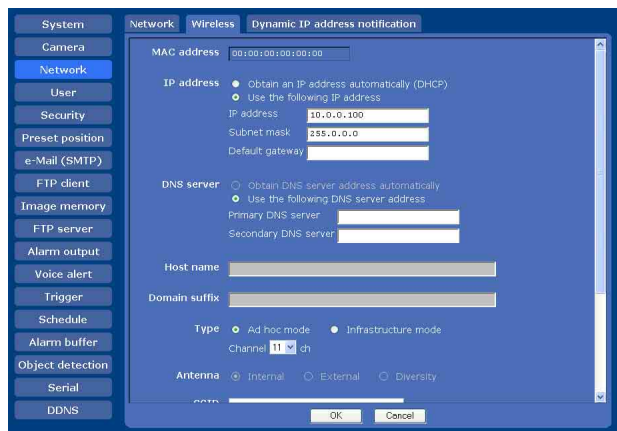 System
Camera
Network
User
Security
Preset position
e-Mail (SMTP)
FTP client
Image memory
FTP server
Alarm output
Voice alert
Trigger
Schedule
Alarm buffer
Object detection
Serial
DDNS
Network Wireless Dynamic IP address notification
MAC address 00:00:00:00:00:00
IP address Obtain an IP address automatically (DHCP)
Use the following IP address
IP address 10.0.0.100
Subnet mask 255.0.0.0
Default gateway
DNS server Obtain DNS server address automatically
Use the following DNS server address
Primary DNS server
Secondary DNS server
Host name
Domain suffix
Type Ad hoc mode Infrastructure mode
Channel 11 ch
Antenna Internal External Diversity
SSID
OK Cancel